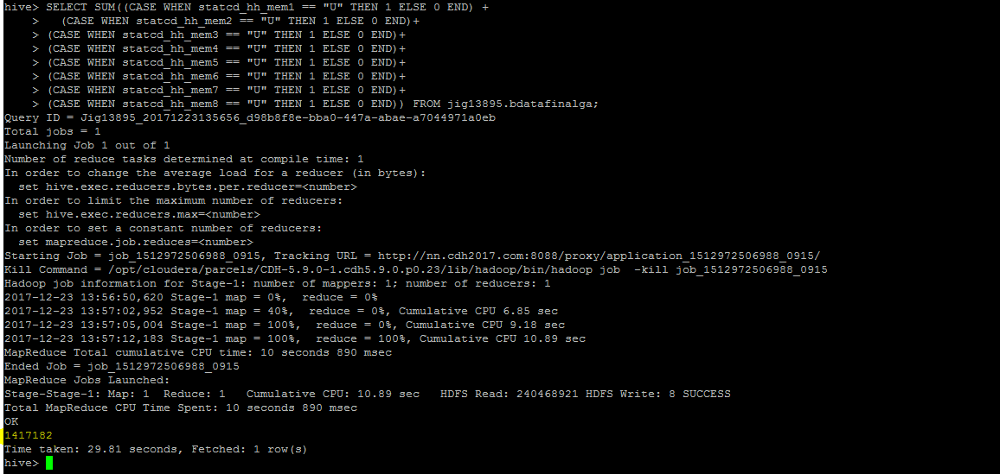 hive> SELECT SUM((CASE WHEN statcd_hh_mem1 == "U" THEN 1 ELSE 0 END) +
    >   (CASE WHEN statcd_hh_mem2 == "U" THEN 1 ELSE 0 END)+
    > (CASE WHEN statcd_hh_mem3 == "U" THEN 1 ELSE 0 END)+
    > (CASE WHEN statcd_hh_mem4 == "U" THEN 1 ELSE 0 END)+
    > (CASE WHEN statcd_hh_mem5 == "U" THEN 1 ELSE 0 END)+
    > (CASE WHEN statcd_hh_mem6 == "U" THEN 1 ELSE 0 END)+
    > (CASE WHEN statcd_hh_mem7 == "U" THEN 1 ELSE 0 END)+
    > (CASE WHEN statcd_hh_mem8 == "U" THEN 1 ELSE 0 END)) FROM jig13895.bdatafinalga;
Query ID = Jig13895_20171223135656_d98b8f8e-bba0-447a-abae-a7044971a0eb
Total jobs = 1
Launching Job 1 out of 1
Number of reduce tasks determined at compile time: 1
In order to change the average load for a reducer (in bytes):
  set hive.exec.reducers.bytes.per.reducer=<number>
In order to limit the maximum number of reducers:
  set hive.exec.reducers.max=<number>
In order to set a constant number of reducers:
  set mapreduce.job.reduces=<number>
Starting Job = job_1512972506988_0915, Tracking URL = http://nn.cdh2017.com:8088/proxy/application_1512972506988_0915/
Kill Command = /opt/cloudera/parcels/CDH-5.9.0-1.cdh5.9.0.p0.23/lib/hadoop/bin/hadoop job  -kill job_1512972506988_0915
Hadoop job information for Stage-1: number of mappers: 1; number of reducers: 1
2017-12-23 13:56:50,620 Stage-1 map = 0%,  reduce = 0%
2017-12-23 13:57:02,952 Stage-1 map = 40%,  reduce = 0%, Cumulative CPU 6.85 sec
2017-12-23 13:57:05,004 Stage-1 map = 100%,  reduce = 0%, Cumulative CPU 9.18 sec
2017-12-23 13:57:12,183 Stage-1 map = 100%,  reduce = 100%, Cumulative CPU 10.89 sec
MapReduce Total cumulative CPU time: 10 seconds 890 msec
Ended Job = job_1512972506988_0915
MapReduce Jobs Launched:
Stage-Stage-1: Map: 1  Reduce: 1   Cumulative CPU: 10.89 sec   HDFS Read: 240468921 HDFS Write: 8 SUCCESS
Total MapReduce CPU Time Spent: 10 seconds 890 msec
OK
1417182
Time taken: 29.81 seconds, Fetched: 1 row(s)
hive>